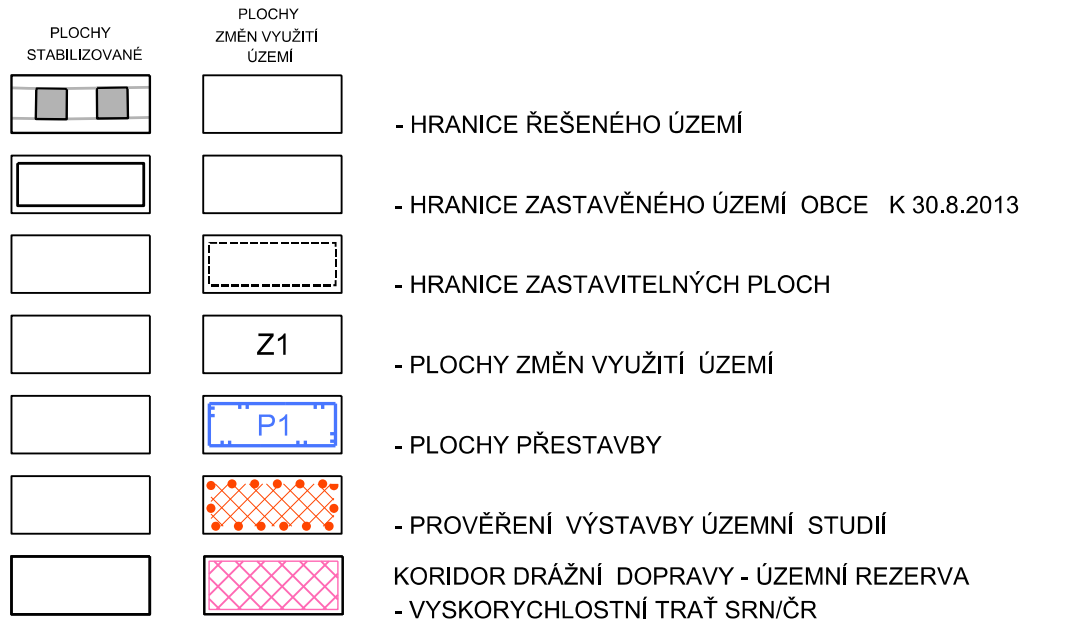 PLOCHY
STABILIZOVANÉ
PLOCHY
ZMĚN VYUŽITÍ
ÚZEMÍ
- HRANICE ŘEŠENÉHO ÚZEMÍ
- HRANICE ZASTAVĚNÉHO ÚZEMÍ OBCE K 30.8.2013
- HRANICE ZASTAVITELNÝCH PLOCH
Z1
- PLOCHY ZMĚN VYUŽITÍ ÚZEMÍ
P1
- PLOCHY PŘESTAVBY
- PROVĚŘENÍ VÝSTAVBY ÚZEMNÍ STUDIÍ
KORIDOR DRÁŽNÍ DOPRAVY - ÚZEMNÍ REZERVA
- VYSKORYCHLOSTNÍ TRAŤ SRN/ČR